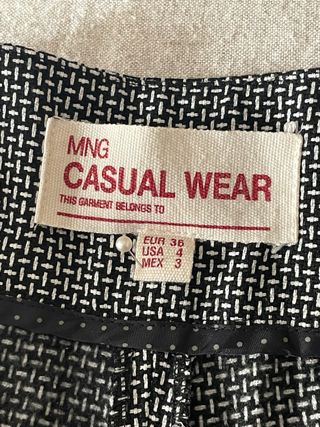 MNG
CASUAL WEAR
THIS GARMENT BELONGS TO
EUR 36
USA 4
MEX 3